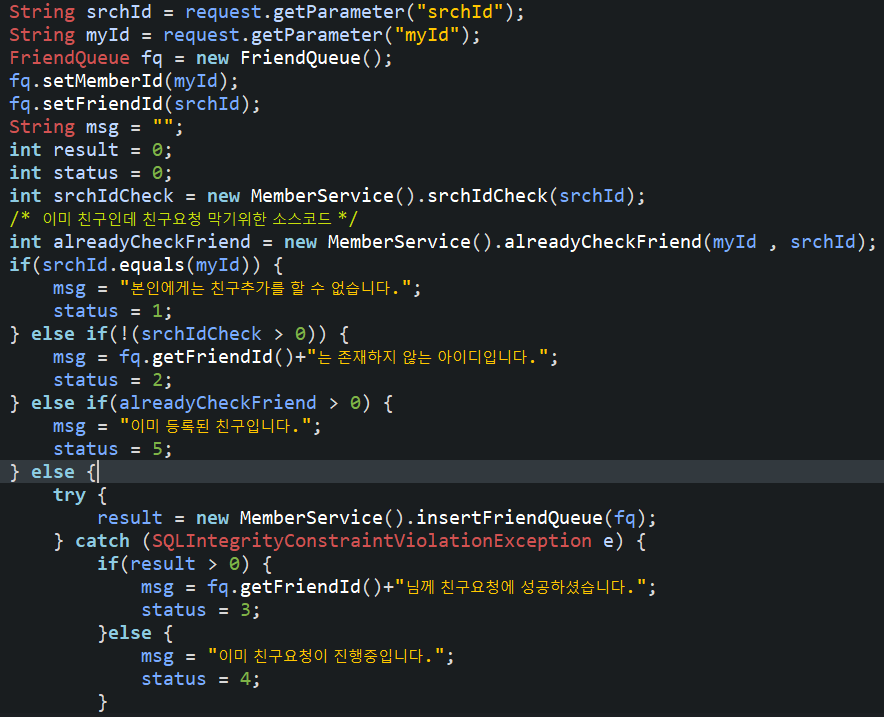 String srchId = request.getParameter("srchId");
String myId = request.getParameter("myId");
FriendQueue fq = new FriendQueue();
fq.setMemberId(myId);
fq.setFriendId(srchId);
String msg = "";
int result = 0;
int status = 0;
int srchIdCheck = new MemberService().srchIdCheck(srchId);
/* 이미 친구인데 친구요청 막기위한 소스코드 */
int alreadyCheckFriend = new MemberService().alreadyCheckFriend(myId , srchId);
if(srchId.equals(myId)) {
    msg = "본인에게는 친구추가를 할 수 없습니다.";
    status = 1;
} else if(!(srchIdCheck > 0)) {
    msg = fq.getFriendId()+"는 존재하지 않는 아이디입니다.";
    status = 2;
} else if(alreadyCheckFriend > 0) {
    msg = "이미 등록된 친구입니다.";
    status = 5;
} else {
    try {
        result = new MemberService().insertFriendQueue(fq);
    } catch (SQLIntegrityConstraintViolationException e) {
        if(result > 0) {
            msg = fq.getFriendId()+"님께 친구요청에 성공하셨습니다.";
            status = 3;
        }else {
            msg = "이미 친구요청이 진행중입니다.";
            status = 4;
        }